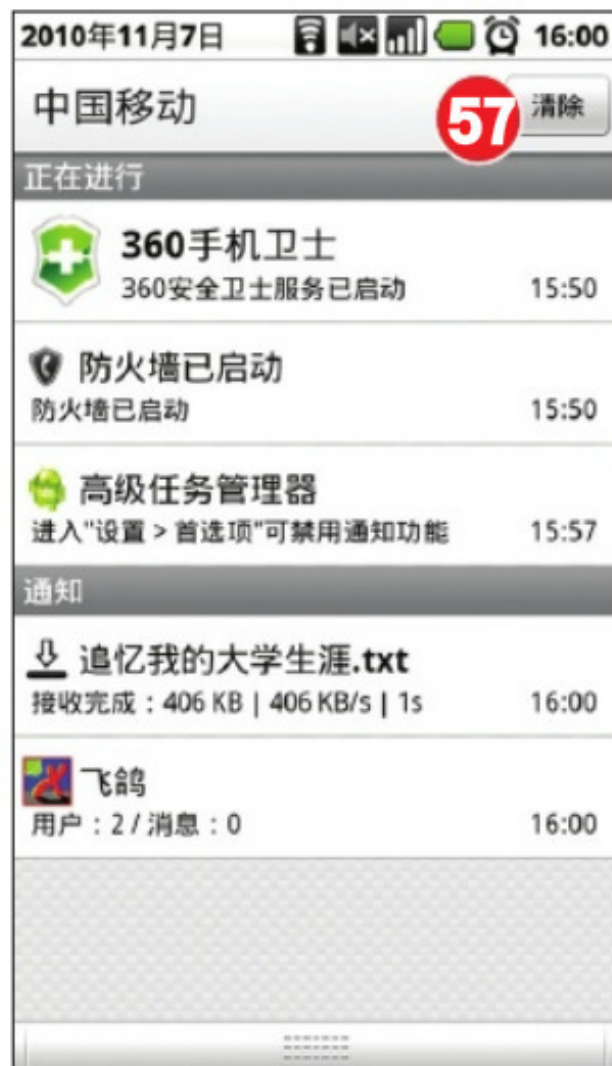 2010年11月7日 16:00
中国移动 57 清除
正在进行
360手机卫士
360安全卫士服务已启动 15:50
防火墙已启动
防火墙已启动 15:50
高级任务管理器
进入"设置 > 首选项"可禁用通知功能 15:57
通知
追忆我的大学生涯.txt
接收完成：406 KB | 406 KB/s | 1s 16:00
飞鸽
用户：2 / 消息：0 16:00